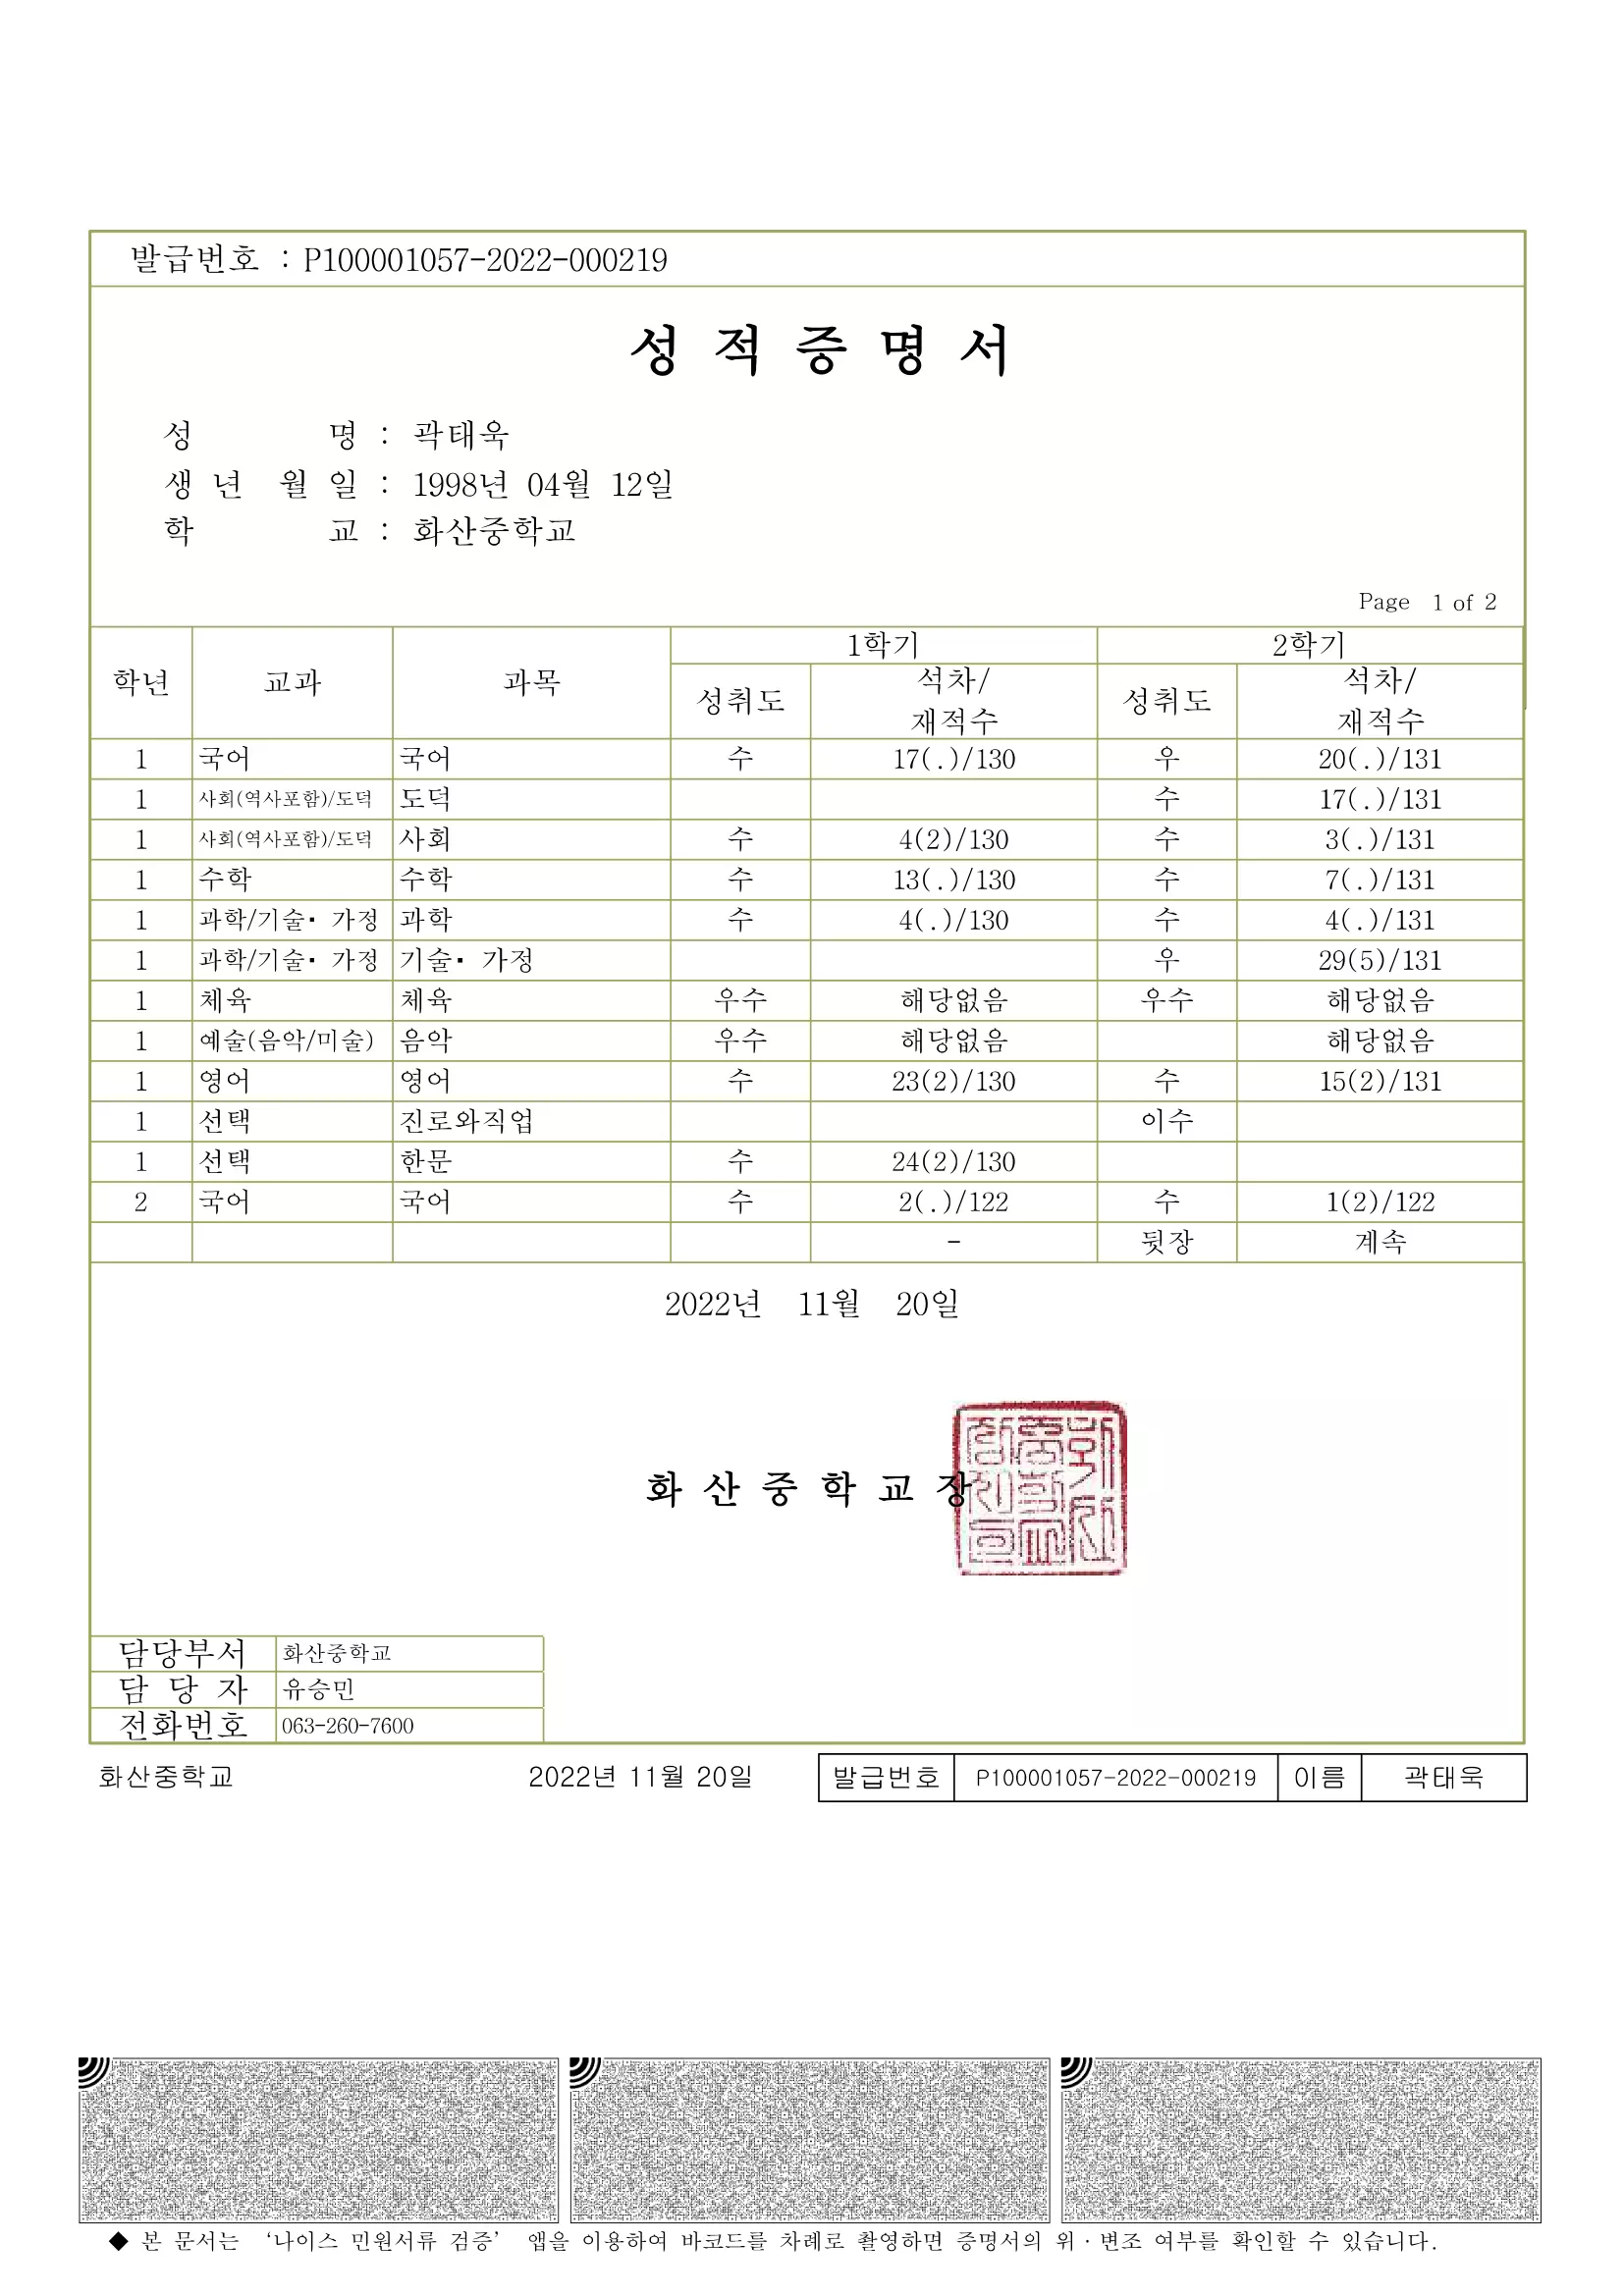 발급번호 : P100001057-2022-000219
성 적 증 명 서
성 명 : 곽태욱
생 년 월 일 : 1998년 04월 12일
학 교 : 화산중학교
Page 1 of 2
학년 교과 과목 1학기 2학기
성취도 석차/재적수 성취도 석차/재적수
1 국어 국어 수 17(.)/130 우 20(.)/131
1 사회(역사포함)/도덕 도덕 수 17(.)/131
1 사회(역사포함)/도덕 사회 수 4(2)/130 수 3(.)/131
1 수학 수학 수 13(.)/130 수 7(.)/131
1 과학/기술· 가정 과학 수 4(.)/130 수 4(.)/131
1 과학/기술· 가정 기술· 가정 우 29(5)/131
1 체육 체육 우수 해당없음 우수 해당없음
1 예술(음악/미술) 음악 우수 해당없음 해당없음
1 영어 영어 수 23(2)/130 수 15(2)/131
1 선택 진로와직업 이수
1 선택 한문 수 24(2)/130
2 국어 국어 수 2(.)/122 수 1(2)/122
- 뒷장 계속
2022년 11월 20일
화 산 중 학 교 장
담당부서 화산중학교
담 당 자 유승민
전화번호 063-260-7600
화산중학교 2022년 11월 20일 발급번호 P100001057-2022-000219 이름 곽태욱
◆ 본 문서는 ‘나이스 민원서류 검증’ 앱을 이용하여 바코드를 차례로 촬영하면 증명서의 위·변조 여부를 확인할 수 있습니다.